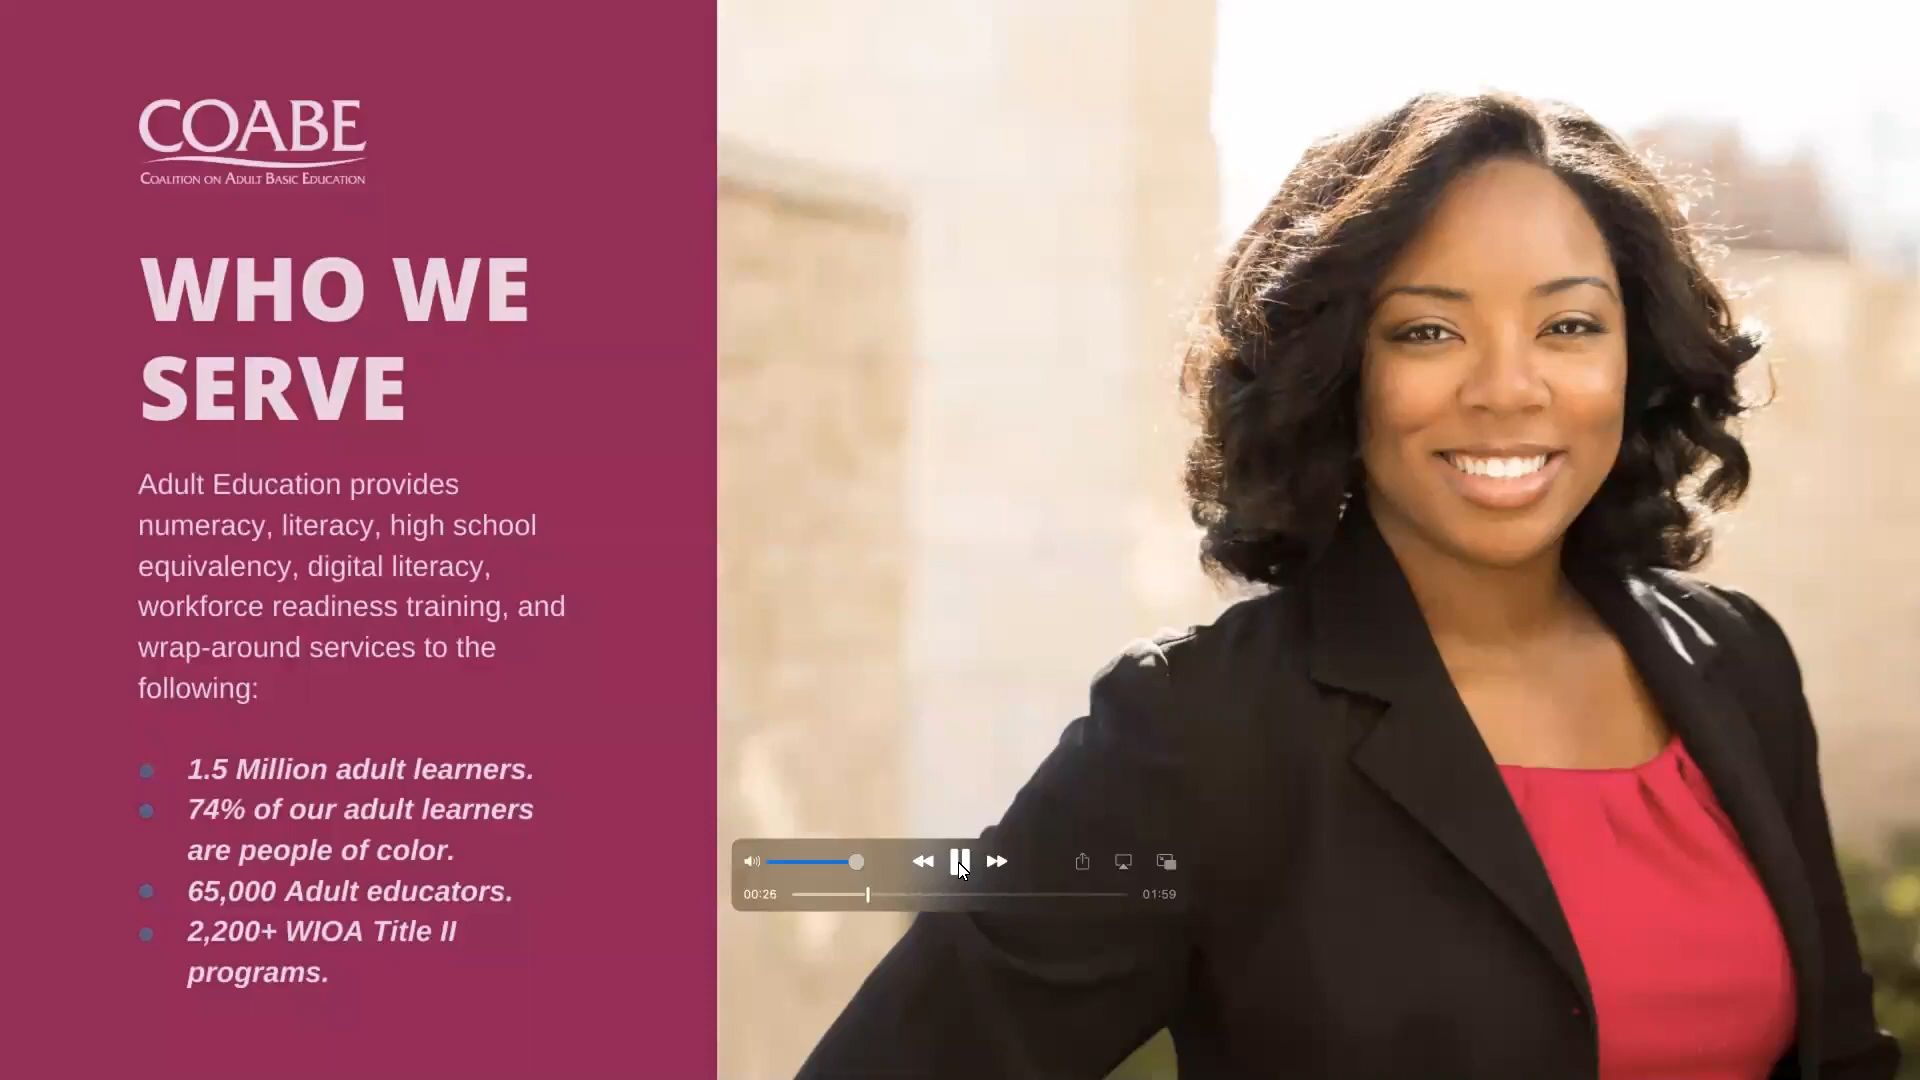 COABE
COALITION ON ADULT BASIC EDUCATION
WHO WE
SERVE
Adult Education provides
numeracy, literacy, high school
equivalency, digital literacy,
workforce readiness training, and
wrap-around services to the
following:
1.5 Million adult learners.
74% of our adult learners
are people of color.
65,000 Adult educators.
2,200+ WIOA Title II
programs.
00:26
01:59